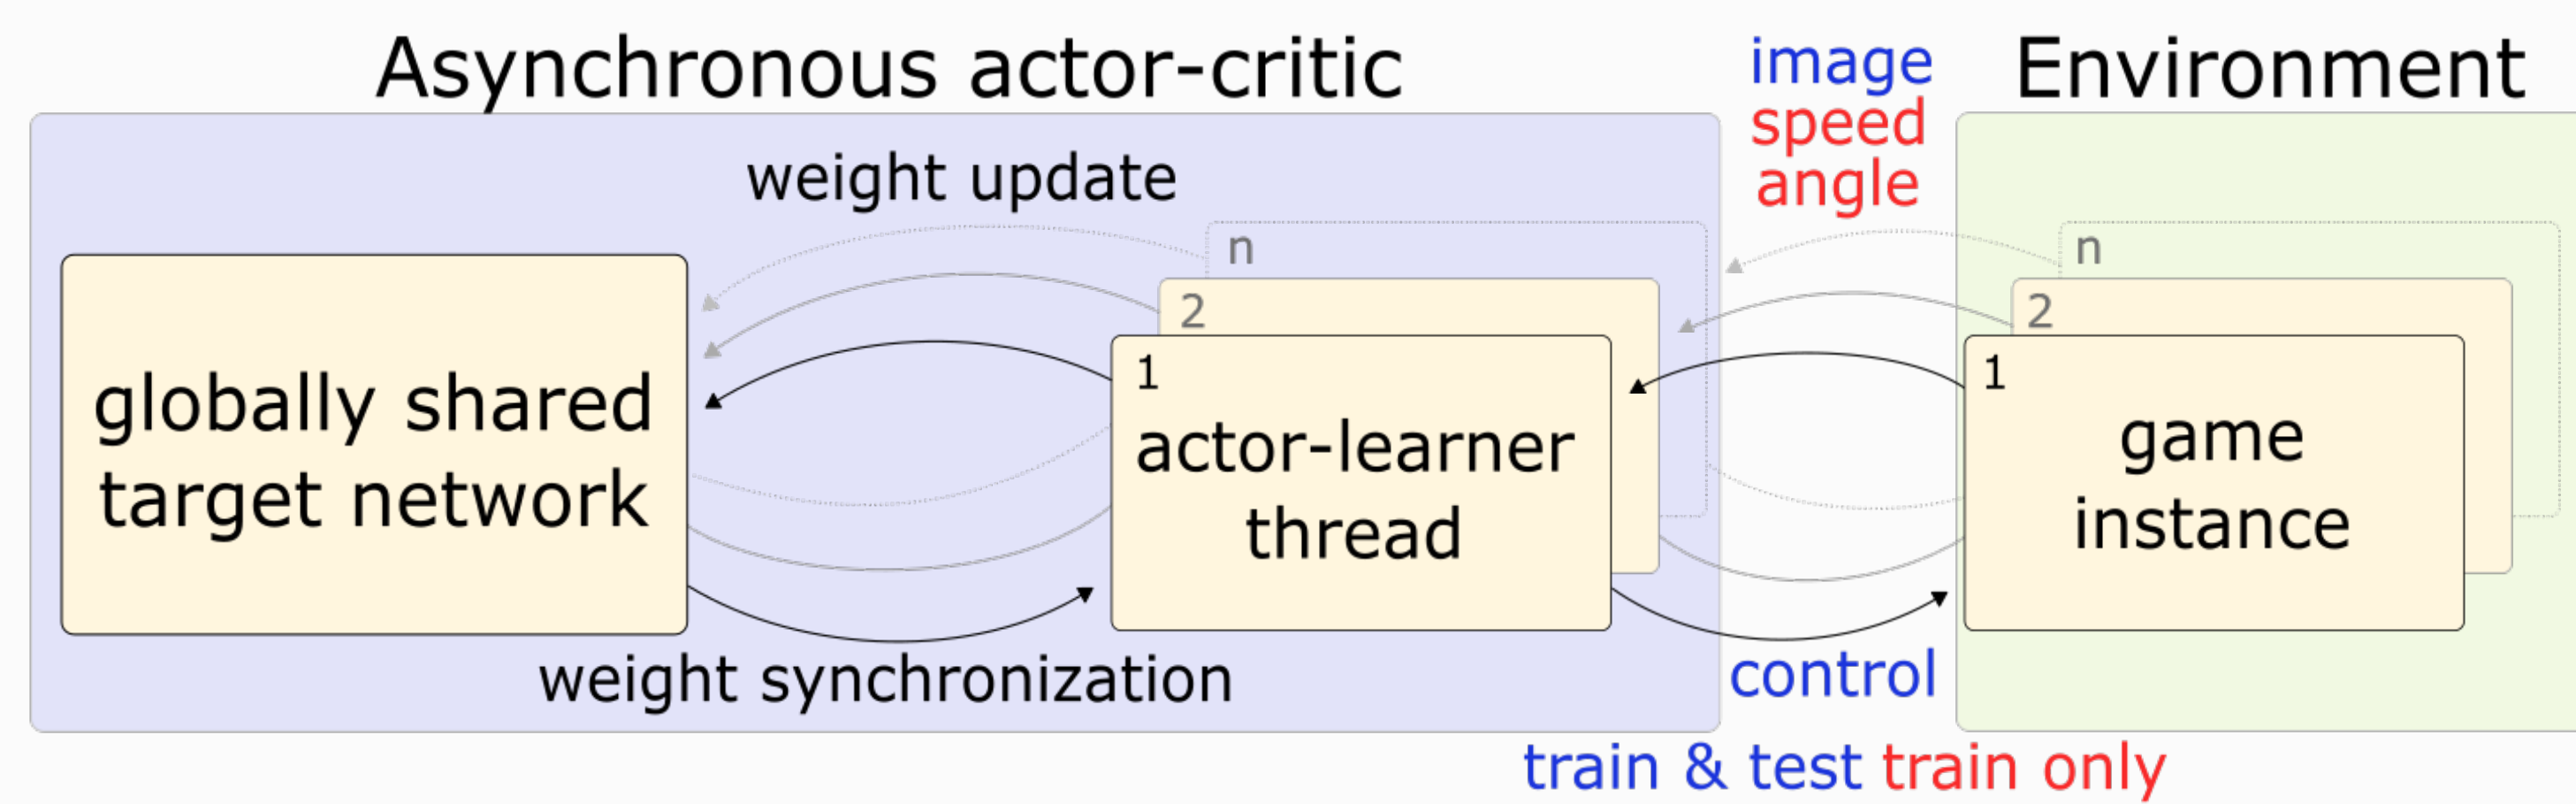 Asynchronous actor-critic
image
speed
angle
Environment
weight update
globally shared
target network
n
2
1
actor-learner
thread
n
2
1
game
instance
weight synchronization
control
train & test train only